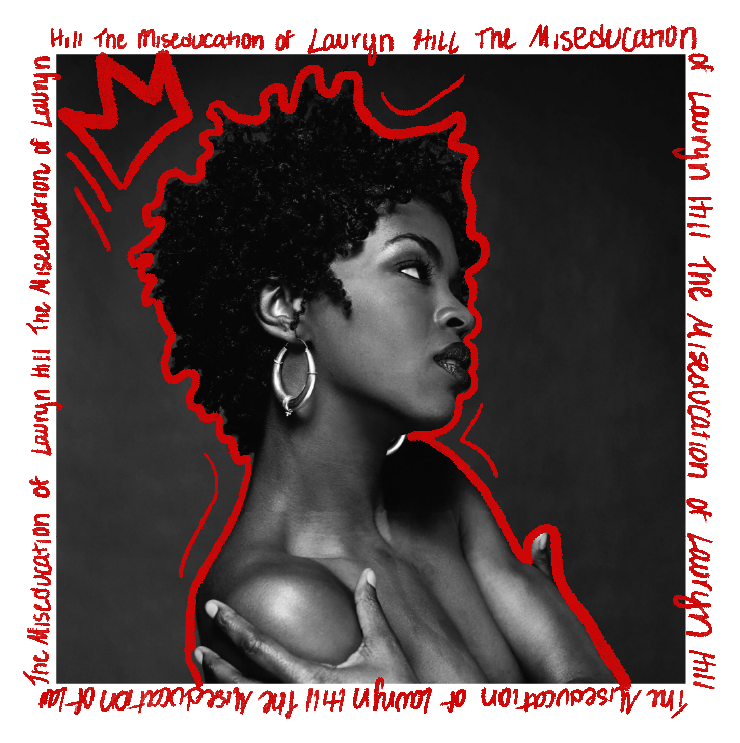 Hill The Miseducation of Lauryn Hill The Miseducation
of Lauryn Hill The Miseducation of Lauryn Hill
The Miseducation of Lauryn Hill The Miseducation of Lau
The Miseducation of Lauryn Hill The Miseducation of Lauryn